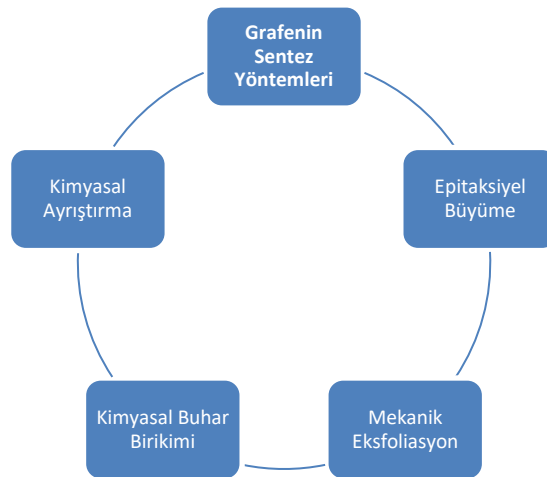 Grafenin
Sentez
Yöntemleri
Epitaksiyel
Büyüme
Mekanik
Eksfoliasyon
Kimyasal Buhar
Birikimi
Kimyasal
Ayrıştırma